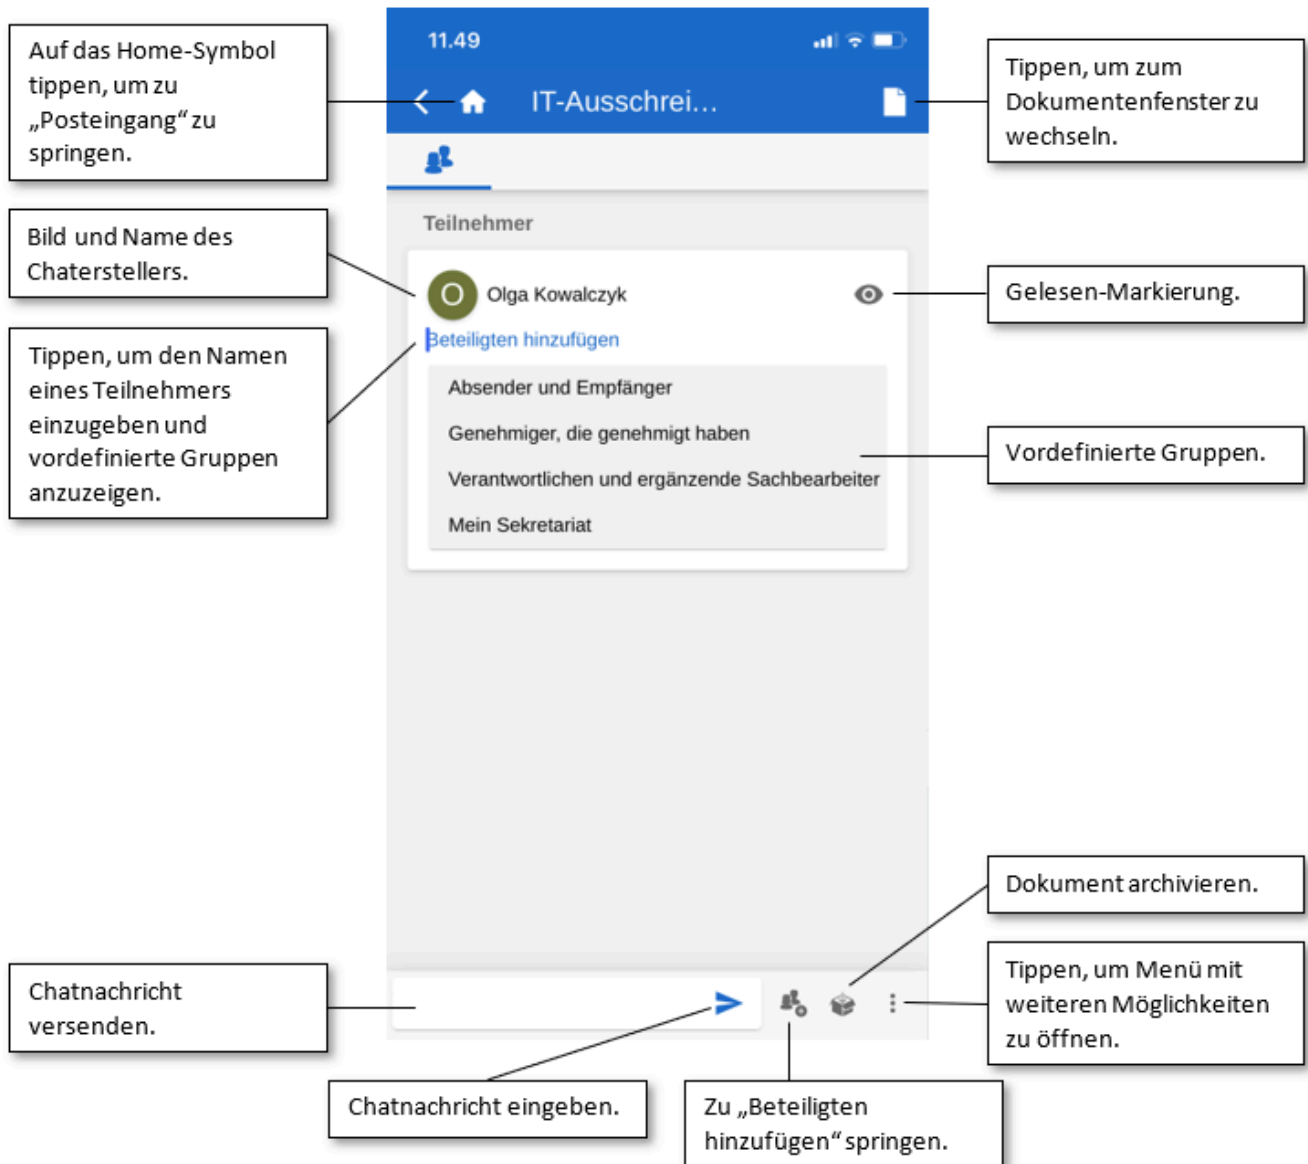 Auf das Home-Symbol
tippen, um zu
„Posteingang“ zu
springen.
Bild und Name des
Chaterstellers.
Tippen, um den Namen
eines Teilnehmers
einzugeben und
vordefinierte Gruppen
anzuzeigen.
11.49
IT-Ausschrei...
Teilnehmer
O
Olga Kowalczyk
Beteiligten hinzufügen
Absender und Empfänger
Genehmiger, die genehmigt haben
Verantwortlichen und ergänzende Sachbearbeiter
Mein Sekretariat
Tippen, um zum
Dokumentenfenster zu
wechseln.
Gelesen-Markierung.
Vordefinierte Gruppen.
Dokument archivieren.
Tippen, um Menü mit
weiteren Möglichkeiten
zu öffnen.
Chatnachricht
versenden.
Chatnachricht eingeben.
Zu „Beteiligten
hinzufügen“ springen.